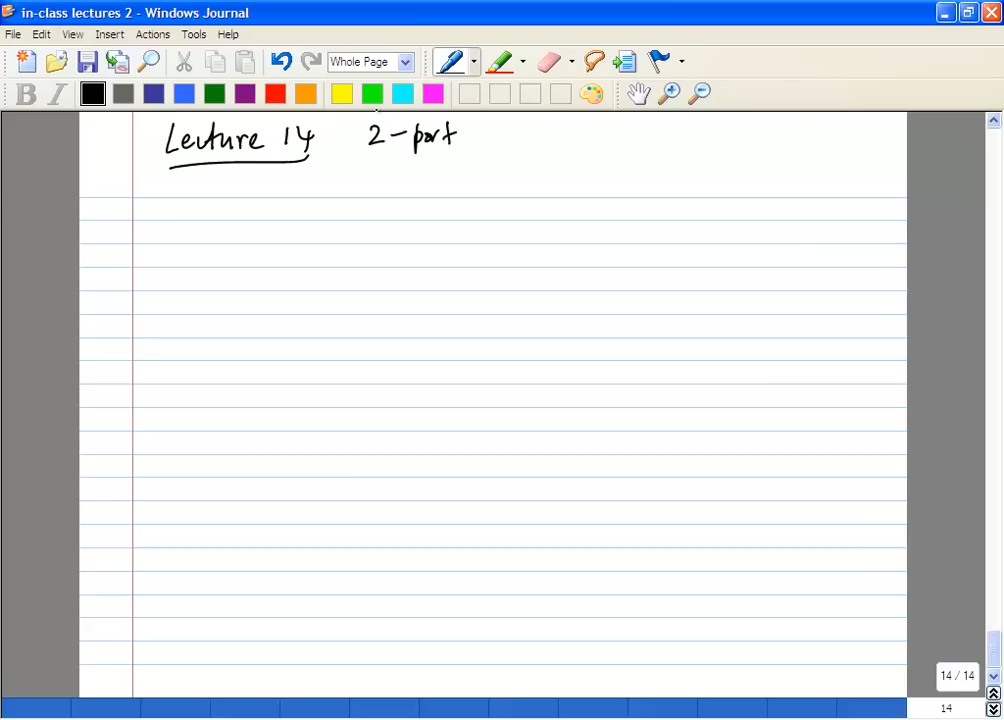 in-class lectures 2 - Windows Journal
File Edit View Insert Actions Tools Help
Whole Page
B I
Lecture 14 2-part
14 / 14
14